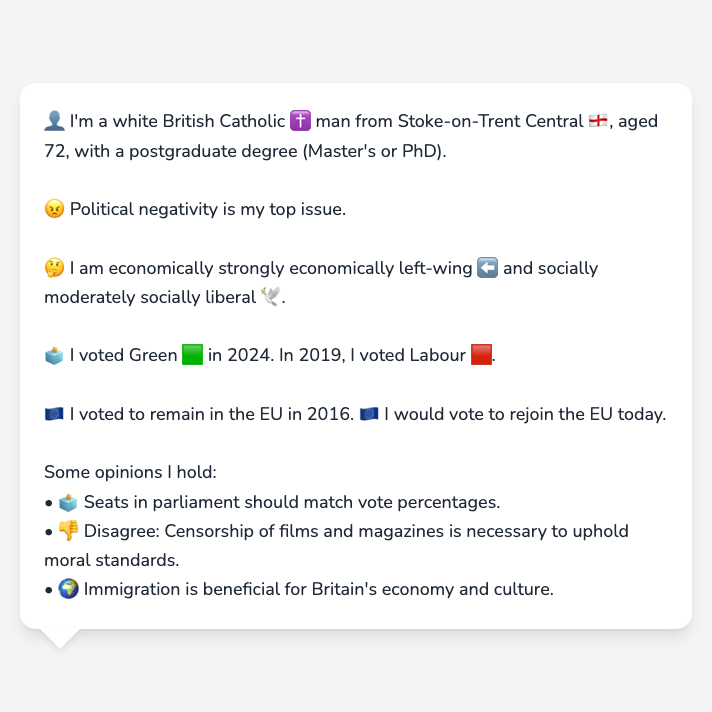 👤 I'm a white British Catholic ✝️ man from Stoke-on-Trent Central 🏴󠁧󠁢󠁥󠁮󠁧󠁿, aged
72, with a postgraduate degree (Master's or PhD).
😠 Political negativity is my top issue.
🤔 I am economically strongly economically left-wing ⬅️ and socially
moderately socially liberal 🕊️.
🗳️ I voted Green 🟩 in 2024. In 2019, I voted Labour 🟥.
🇪🇺 I voted to remain in the EU in 2016. 🇪🇺 I would vote to rejoin the EU today.
Some opinions I hold:
• 🗳️ Seats in parliament should match vote percentages.
• 👎 Disagree: Censorship of films and magazines is necessary to uphold
moral standards.
• 🌍 Immigration is beneficial for Britain's economy and culture.